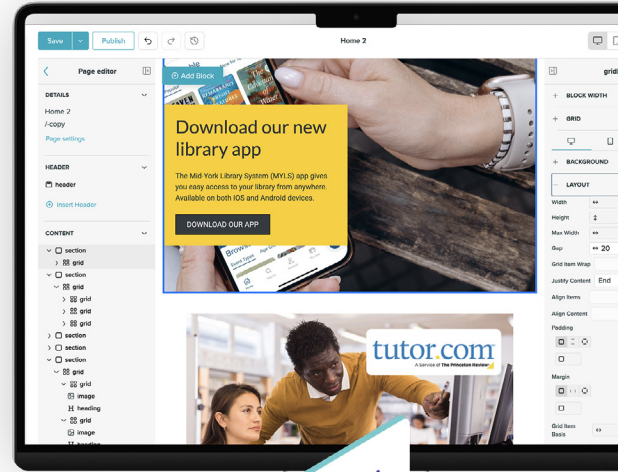 Save
Publish
Home 2
Page editor
DETAILS
Home 2
/-copy
Page settings
HEADER
header
Insert Header
CONTENT
section
grid
section
grid
grid
grid
grid
section
section
section
grid
grid
image
heading
grid
image
heading
Add Block
Download our new
library app
The Mid-York Library System (MYLS) app gives
you easy access to your library from anywhere.
Available on both IOS and Android devices.
DOWNLOAD OUR APP
Brows
Event Types
tutor.com
A Service of The Princeton Review
BLOCK WIDTH
GRID
BACKGROUND
LAYOUT
Width
Height
Max Width
Gap
20
Grid Item Wrap
Justify Content
End
Align Items
Align Content
Padding
Margin
Grid Item
Basis